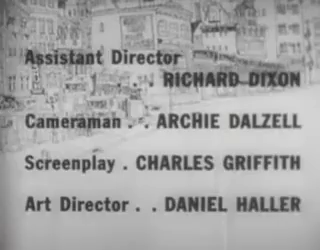 Assistant Director
RICHARD DIXON
Cameraman . . ARCHIE DALZELL
Screenplay . CHARLES GRIFFITH
Art Director . . DANIEL HALLER